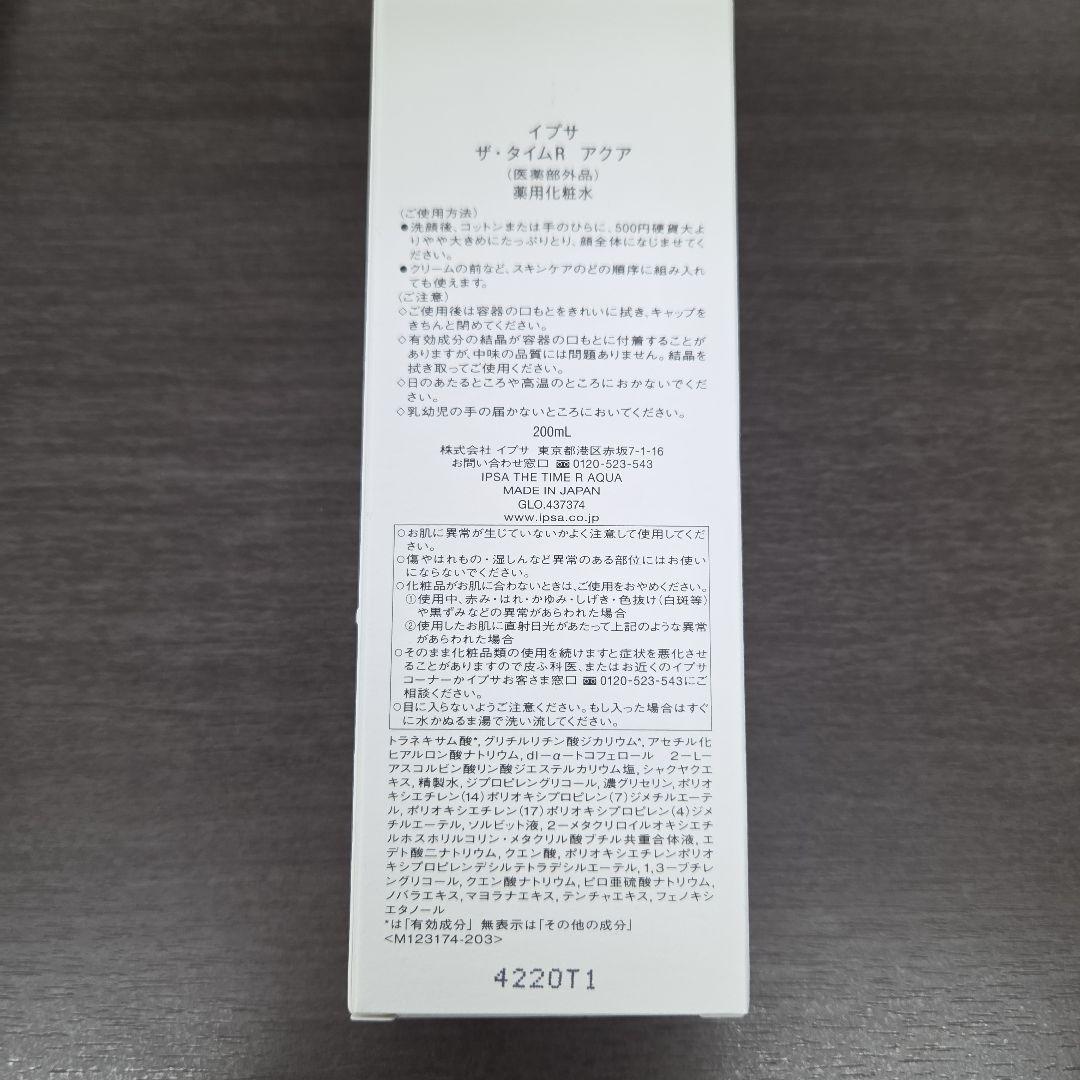 イプサ
ザ・タイムR アクア
（医薬部外品）
薬用化粧水
（ご使用方法）
●洗顔後、コットンまたは手のひらに、500円硬貨大よ
りやや大きめにたっぷりとり、顔全体になじませてく
ださい。
●クリームの前など、スキンケアのどの順序に組み入れ
ても使えます。
（ご注意）
◇ご使用後は容器の口もとをきれいに拭き、キャップを
きちんと閉めてください。
◇有効成分の結晶が容器の口もとに付着することが
ありますが、中味の品質には問題ありません。結晶を
拭き取ってご使用ください。
◇日のあたるところや高温のところにおかないでくだ
さい。
◇乳幼児の手の届かないところにおいてください。
200mL
株式会社 イプサ 東京都港区赤坂7-1-16
お問い合わせ窓口 0120-523-543
IPSA THE TIME R AQUA
MADE IN JAPAN
GLO.437374
www.ipsa.co.jp
○お肌に異常が生じていないかよく注意して使用してくだ
さい。
○傷やはれもの・湿しんなど異常のある部位にはお使い
にならないでください。
○化粧品がお肌に合わないときは、ご使用をおやめください。
①使用中、赤み・はれ・かゆみ・しげき・色抜け（白斑等）
や黒ずみなどの異常があらわれた場合
②使用したお肌に直射日光があたって上記のような異常
があらわれた場合
○そのまま化粧品類の使用を続けますと症状を悪化させ
ることがありますので皮ふ科医、またはお近くのイプサ
コーナーかイプサお客さま窓口 0120-523-543にご
相談ください。
○目に入らないようご注意ください。もし入った場合はすぐ
に水かぬるま湯で洗い流してください。
トラネキサム酸*, グリチルリチン酸ジカリウム*, アセチル化
ヒアルロン酸ナトリウム, dl－α－トコフェロール 2－L－
アスコルビン酸リン酸ジエステルカリウム塩, シャクヤクエ
キス, 精製水, ジプロピレングリコール, 濃グリセリン, ポリオ
キシエチレン（14）ポリオキシプロピレン（7）ジメチルエーテ
ル, ポリオキシエチレン（17）ポリオキシプロピレン（4）ジメ
チルエーテル, ソルビット液, 2－メタクリロイルオキシエチ
ルホスホリルコリン・メタクリル酸ブチル共重合体液, エ
デト酸二ナトリウム, クエン酸, ポリオキシエチレンポリオ
キシプロピレンデシルテトラデシルエーテル, 1,3－ブチレ
ングリコール, クエン酸ナトリウム, ピロ亜硫酸ナトリウム,
ノバラエキス, マヨラナエキス, テンチャエキス, フェノキシ
エタノール
*は「有効成分」 無表示は「その他の成分」
<M123174-203>
4220T1